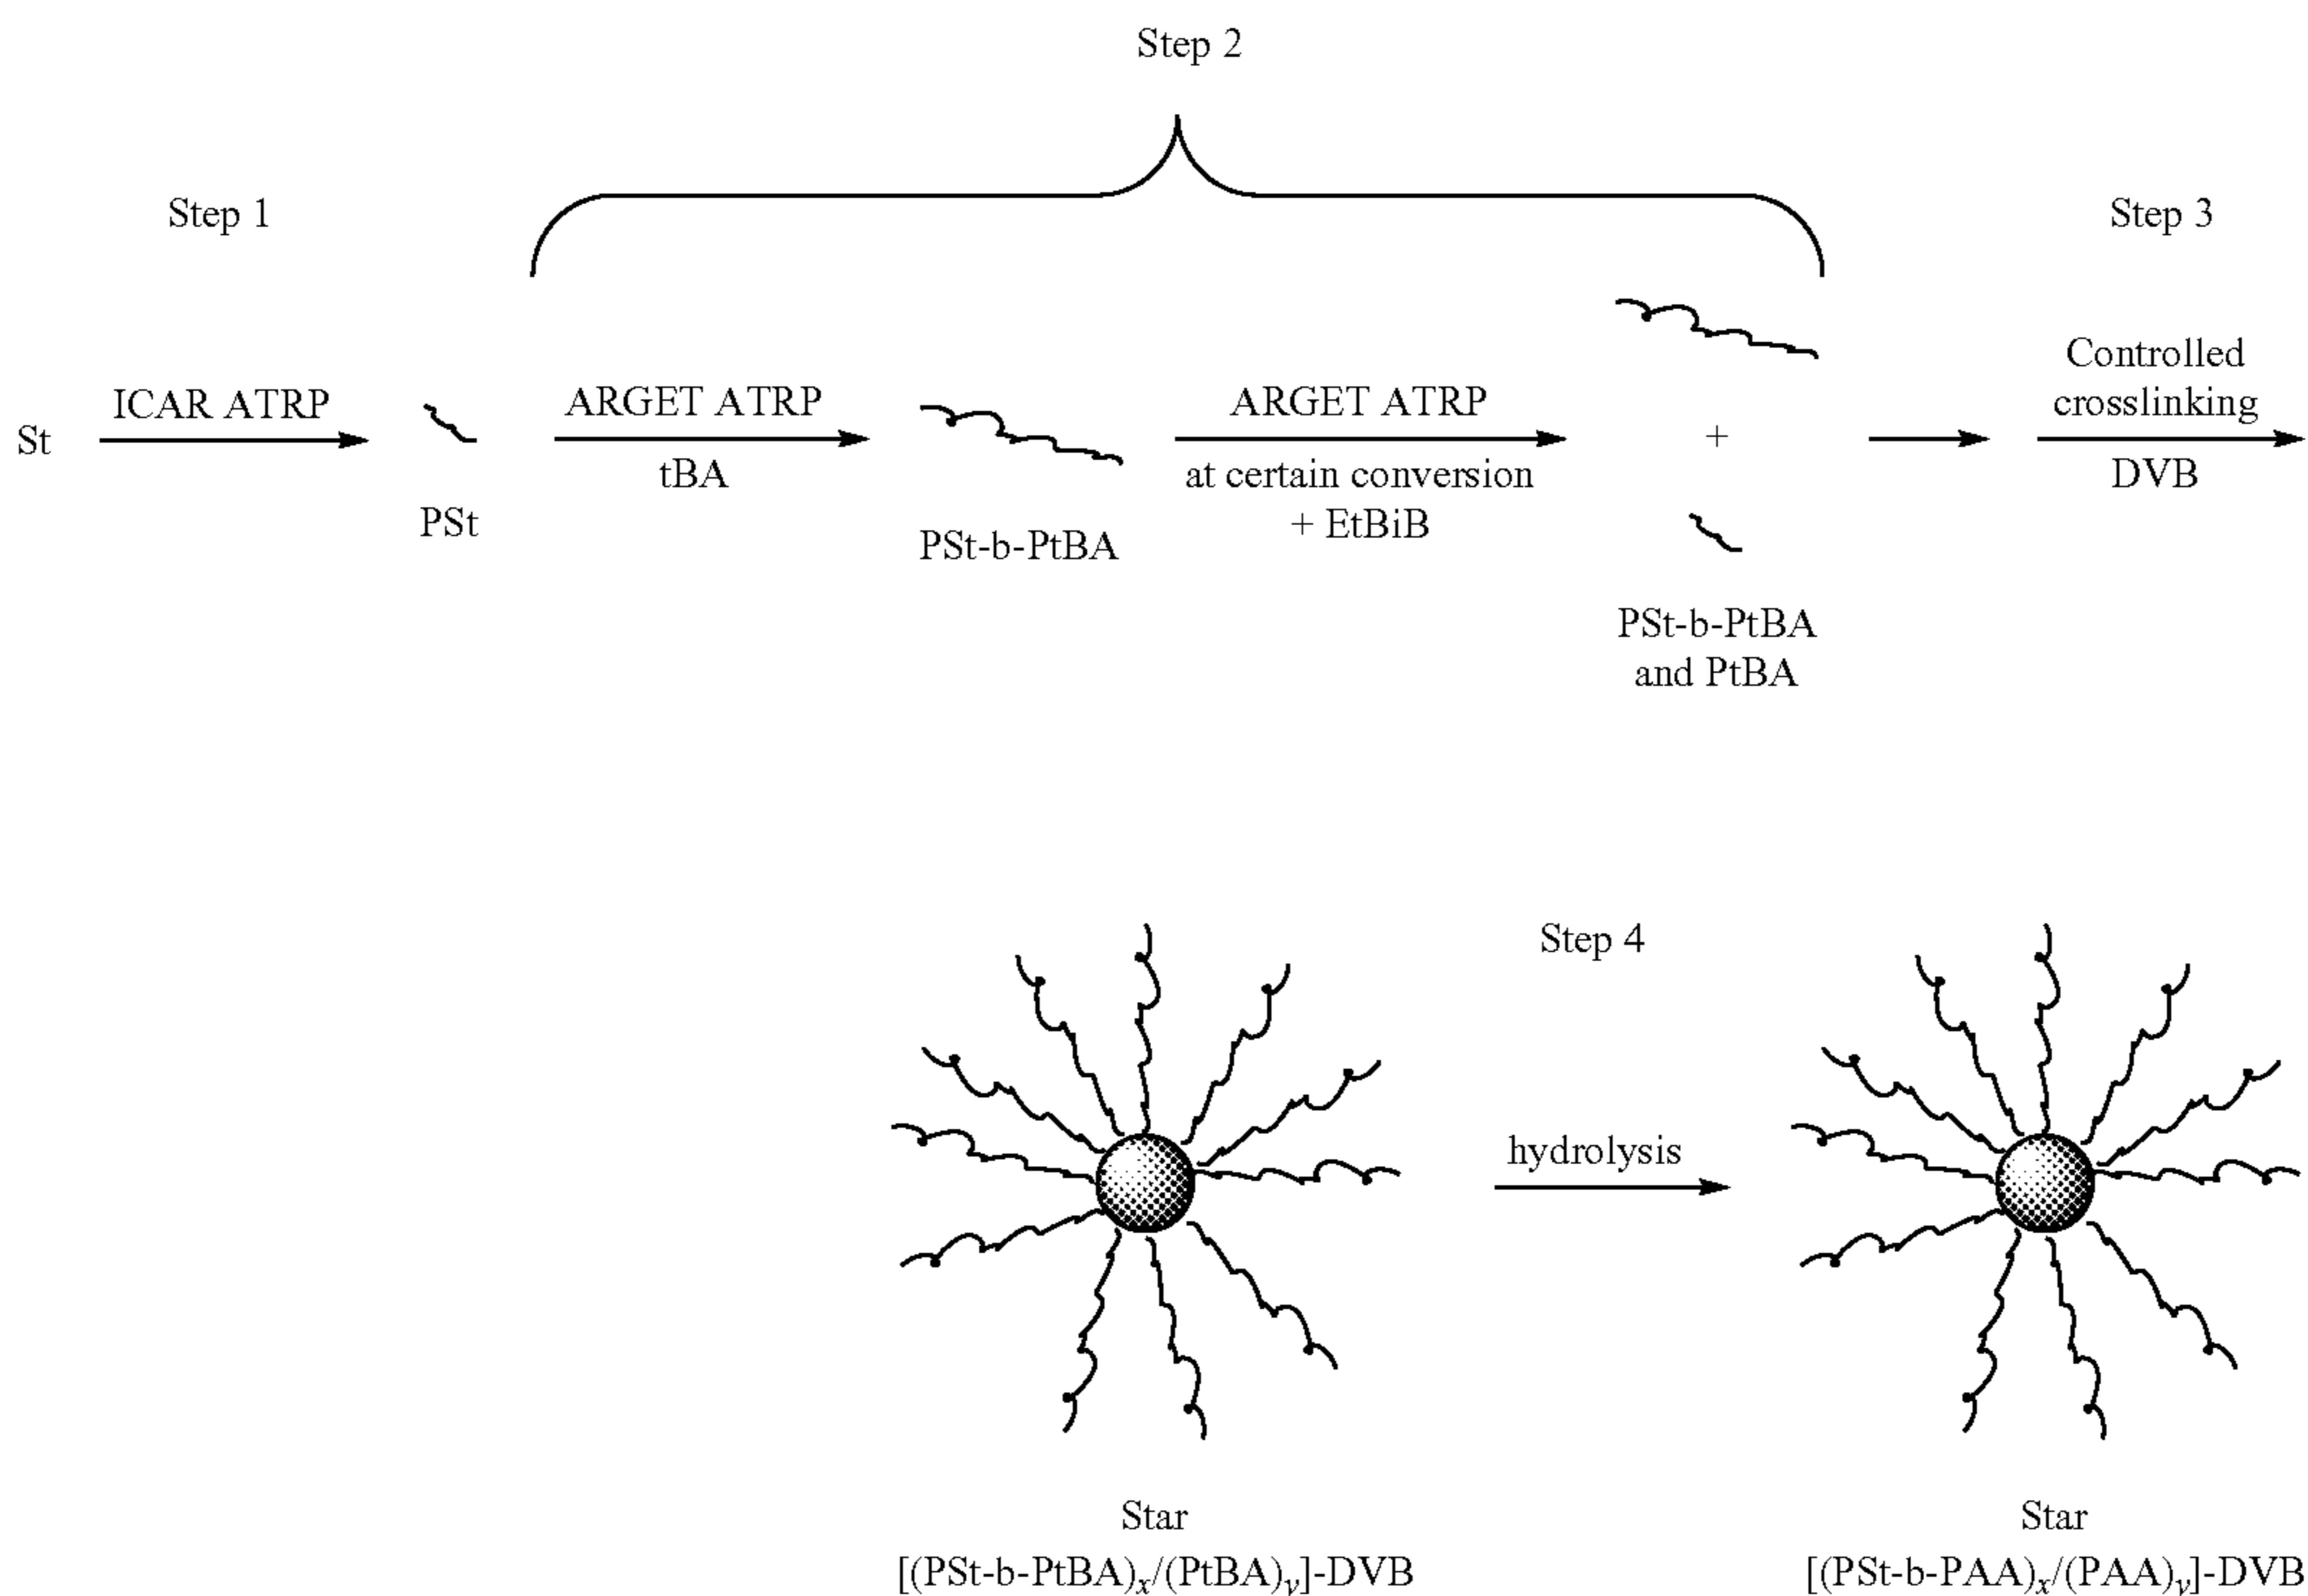 Step 2
Step 1
Step 3
St
ICAR ATRP
PSt
ARGET ATRP
tBA
PSt-b-PtBA
ARGET ATRP
at certain conversion
+ EtBiB
+
PSt-b-PtBA
and PtBA
Controlled
crosslinking
DVB
Step 4
hydrolysis
Star
[(PSt-b-PtBA)x/(PtBA)y]-DVB
Star
[(PSt-b-PAA)x/(PAA)y]-DVB